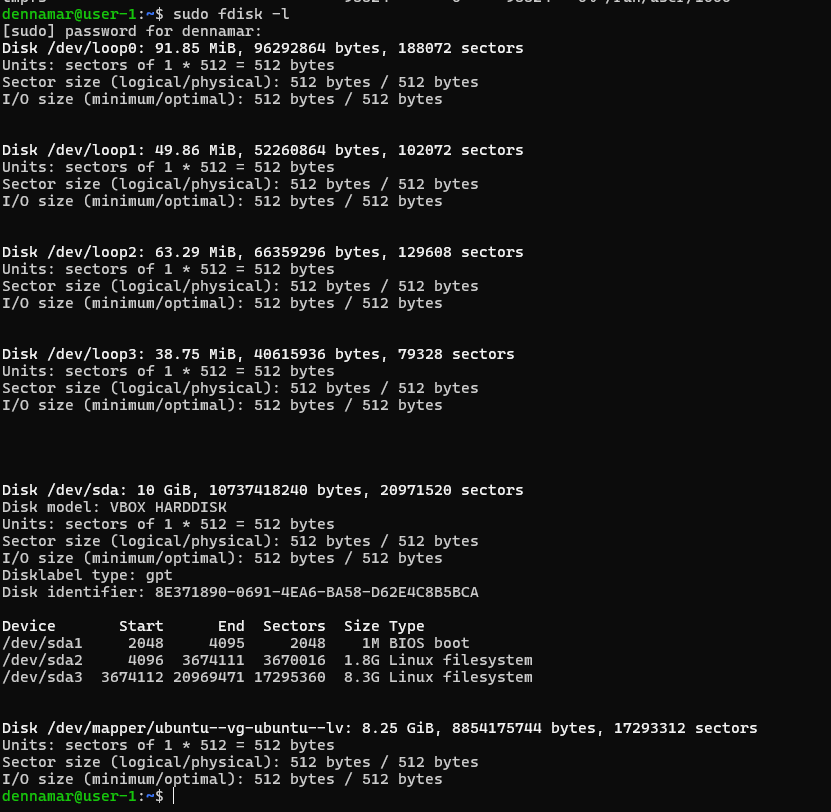 dennamar@user-1:~$ sudo fdisk -l
[sudo] password for dennamar:
Disk /dev/loop0: 91.85 MiB, 96292864 bytes, 188072 sectors
Units: sectors of 1 * 512 = 512 bytes
Sector size (logical/physical): 512 bytes / 512 bytes
I/O size (minimum/optimal): 512 bytes / 512 bytes
Disk /dev/loop1: 49.86 MiB, 52260864 bytes, 102072 sectors
Units: sectors of 1 * 512 = 512 bytes
Sector size (logical/physical): 512 bytes / 512 bytes
I/O size (minimum/optimal): 512 bytes / 512 bytes
Disk /dev/loop2: 63.29 MiB, 66359296 bytes, 129608 sectors
Units: sectors of 1 * 512 = 512 bytes
Sector size (logical/physical): 512 bytes / 512 bytes
I/O size (minimum/optimal): 512 bytes / 512 bytes
Disk /dev/loop3: 38.75 MiB, 40615936 bytes, 79328 sectors
Units: sectors of 1 * 512 = 512 bytes
Sector size (logical/physical): 512 bytes / 512 bytes
I/O size (minimum/optimal): 512 bytes / 512 bytes
Disk /dev/sda: 10 GiB, 10737418240 bytes, 20971520 sectors
Disk model: VBOX HARDDISK
Units: sectors of 1 * 512 = 512 bytes
Sector size (logical/physical): 512 bytes / 512 bytes
I/O size (minimum/optimal): 512 bytes / 512 bytes
Disklabel type: gpt
Disk identifier: 8E371890-0691-4EA6-BA58-D62E4C8B5BCA
Device Start End Sectors Size Type
/dev/sda1 2048 4095 2048 1M BIOS boot
/dev/sda2 4096 3674111 3670016 1.8G Linux filesystem
/dev/sda3 3674112 20969471 17295360 8.3G Linux filesystem
Disk /dev/mapper/ubuntu--vg-ubuntu--lv: 8.25 GiB, 8854175744 bytes, 17293312 sectors
Units: sectors of 1 * 512 = 512 bytes
Sector size (logical/physical): 512 bytes / 512 bytes
I/O size (minimum/optimal): 512 bytes / 512 bytes
dennamar@user-1:~$